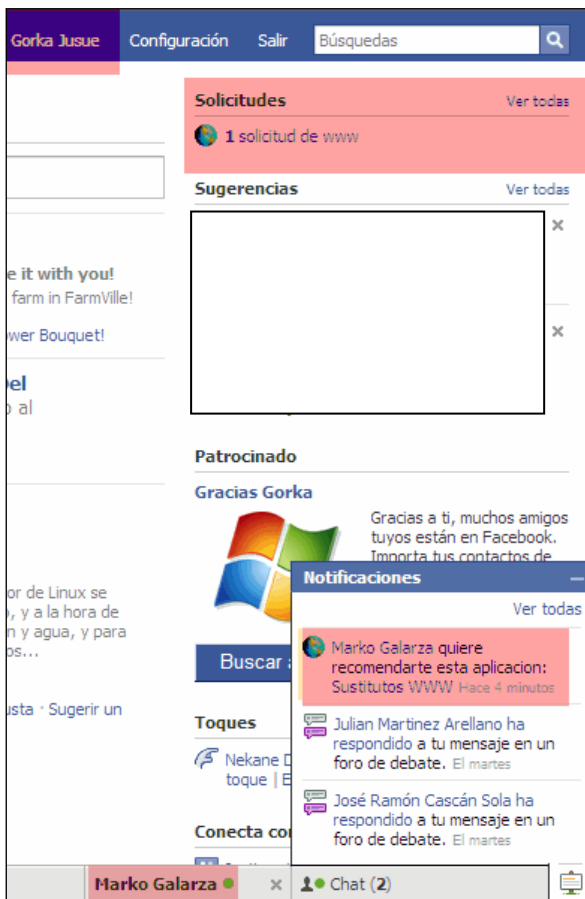 Gorka Jusue Configuración Salir Búsquedas
Solicitudes Ver todas
1 solicitud de www
Sugerencias Ver todas
e it with you!
farm in FarmVille!
ower Bouquet!
al
Patrocinado
Gracias Gorka
Gracias a ti, muchos amigos
tuyos están en Facebook.
Importa tus contactos de
or de Linux se
, y a la hora de
n y agua, y para
os...
Buscar
usta · Sugerir un
Toques
Nekane D
toque | E
Conecta con
Notificaciones
Ver todas
Marko Galarza quiere
recomendarte esta aplicacion:
Sustitutos WWW Hace 4 minutos
Julian Martinez Arellano ha
respondido a tu mensaje en un
foro de debate. El martes
José Ramón Cascán Sola ha
respondido a tu mensaje en un
foro de debate. El martes
Marko Galarza Chat (2)